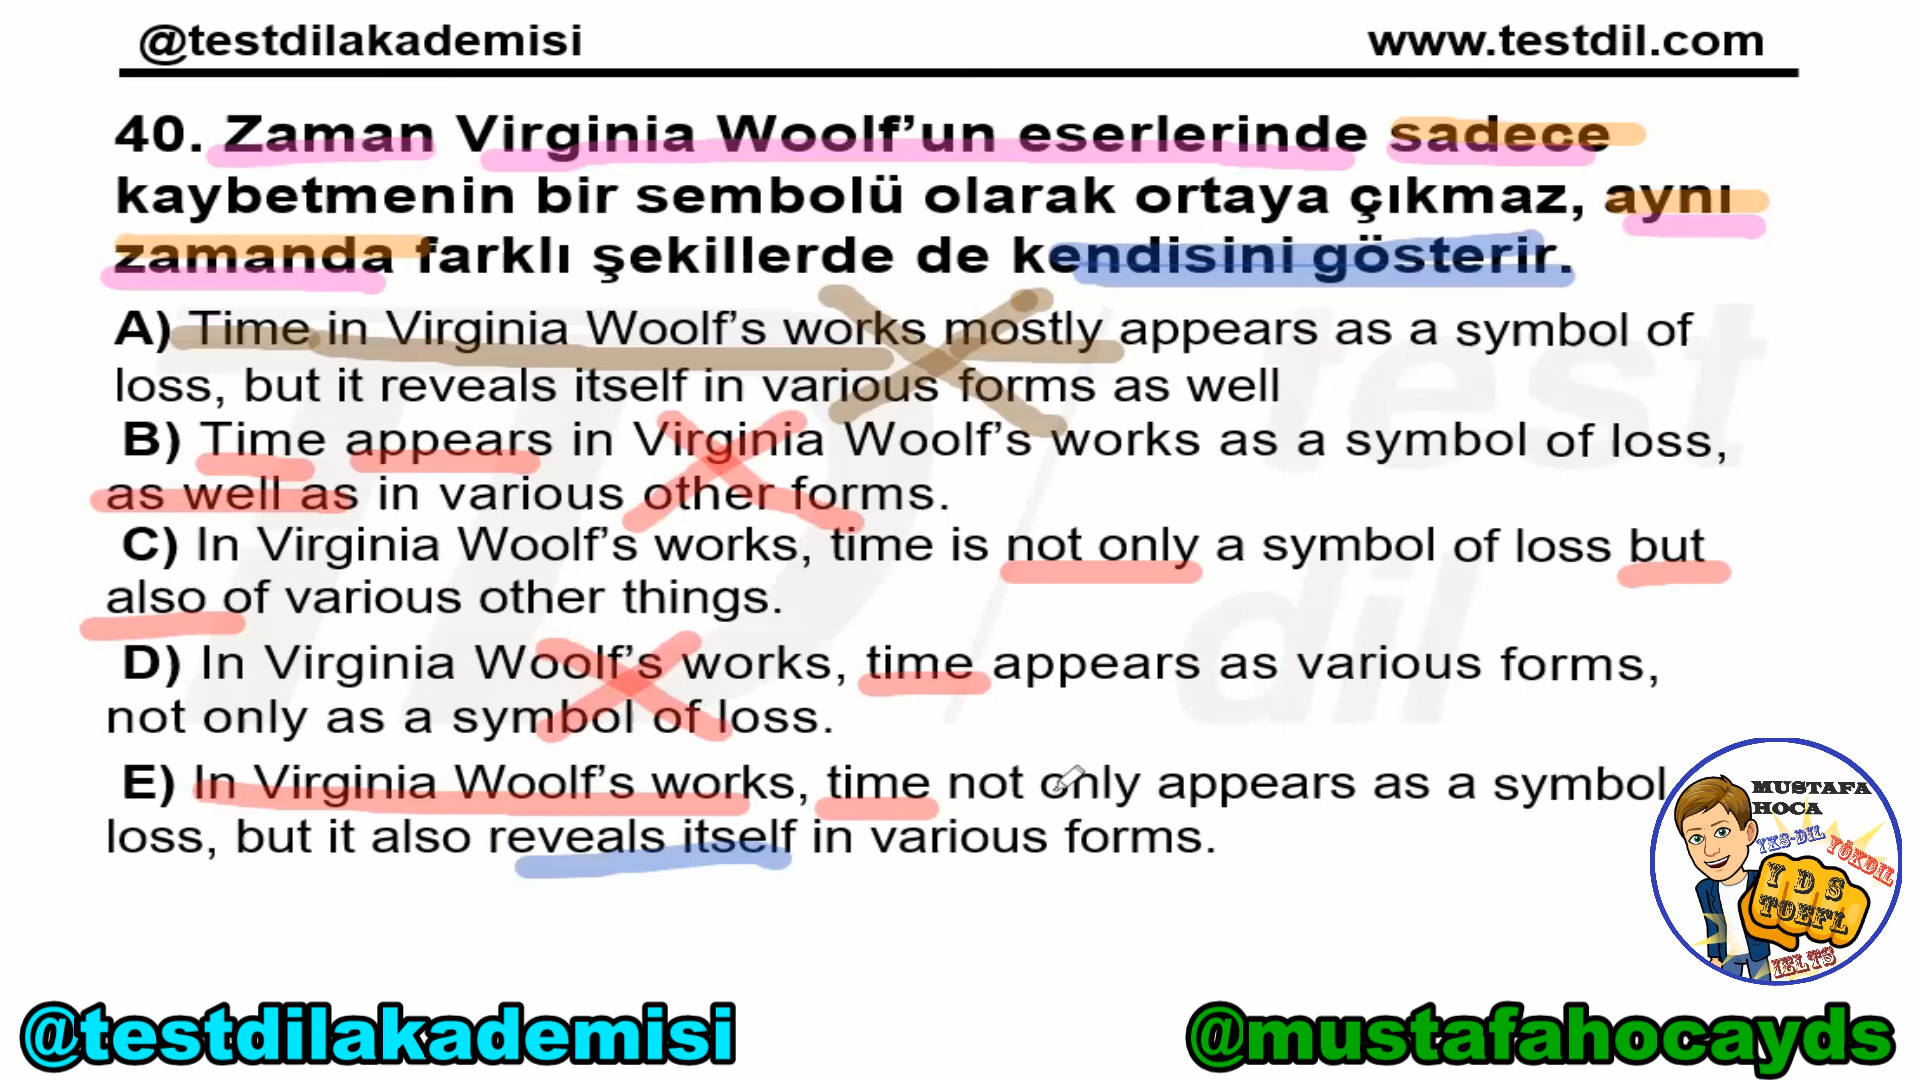 @testdilakademisi www.testdil.com
40. Zaman Virginia Woolf’un eserlerinde sadece
kaybetmenin bir sembolü olarak ortaya çıkmaz, aynı
zamanda farklı şekillerde de kendisini gösterir.
A) Time in Virginia Woolf’s works mostly appears as a symbol of
loss, but it reveals itself in various forms as well
B) Time appears in Virginia Woolf’s works as a symbol of loss,
as well as in various other forms.
C) In Virginia Woolf’s works, time is not only a symbol of loss but
also of various other things.
D) In Virginia Woolf’s works, time appears as various forms,
not only as a symbol of loss.
E) In Virginia Woolf’s works, time not only appears as a symbol
loss, but it also reveals itself in various forms.
test
dil
MUSTAFA
HOCA
YKS-DIL YÖKDIL
YDS
TOEFL
IELTS
@testdilakademisi @mustafahocayds